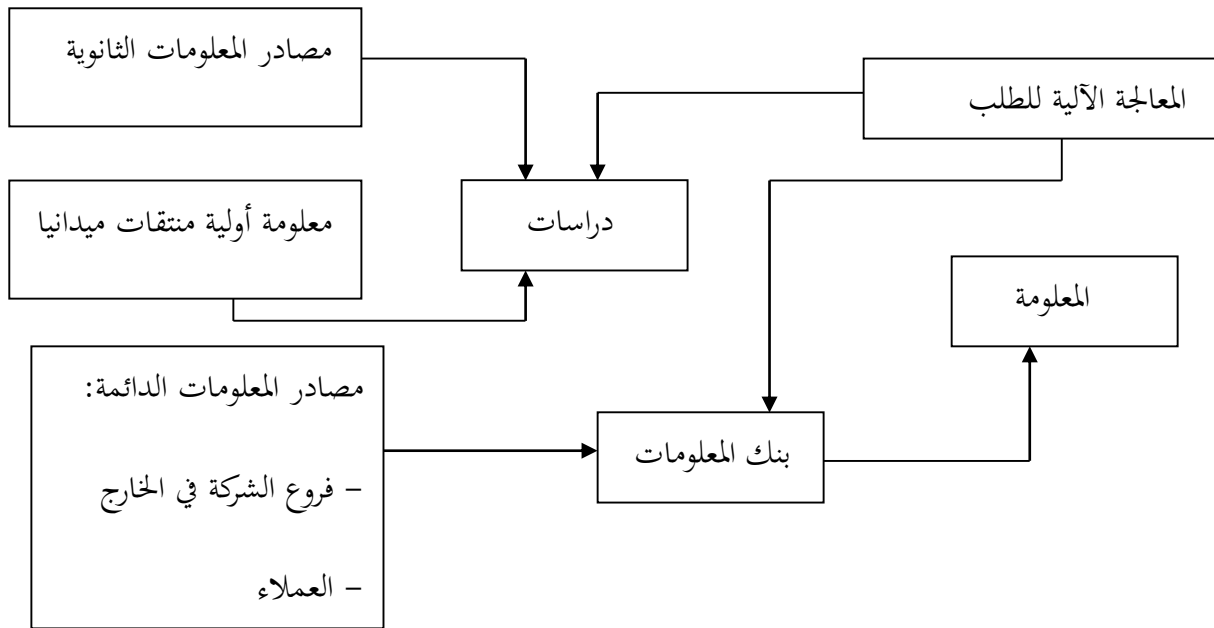 مصادر المعلومات الثانوية
المعالجة الآلية للطلب
معلومة أولية منتقات ميدانيا
دراسات
المعلومة
مصادر المعلومات الدائمة:
– فروع الشركة في الخارج
– العملاء
بنك المعلومات